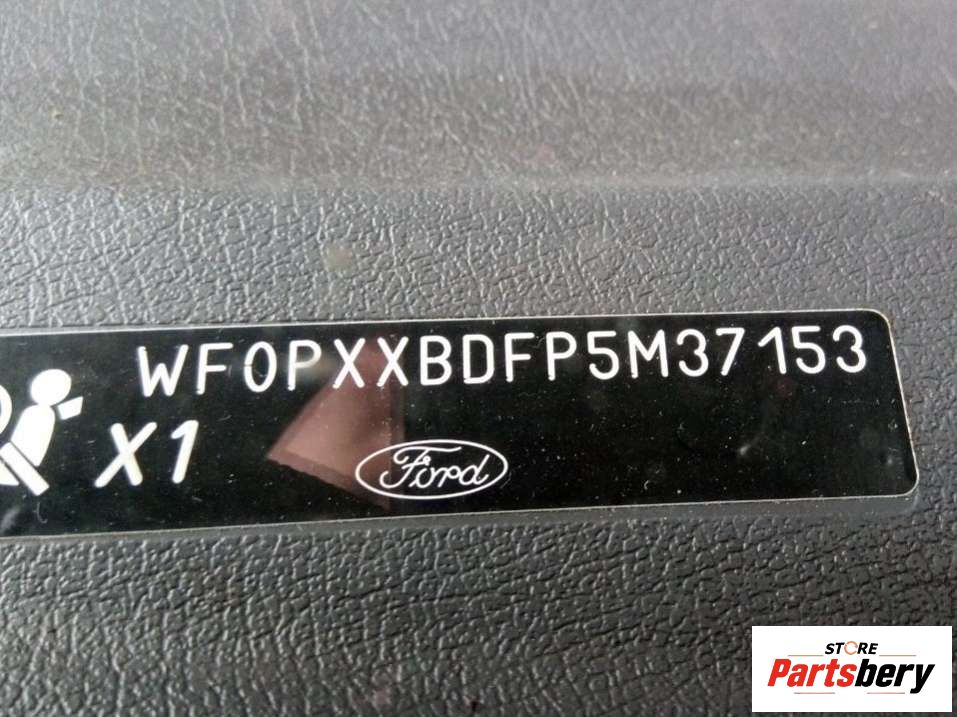 WF0PXXBDFP5M37153
X1
Ford
STORE
Partsbery